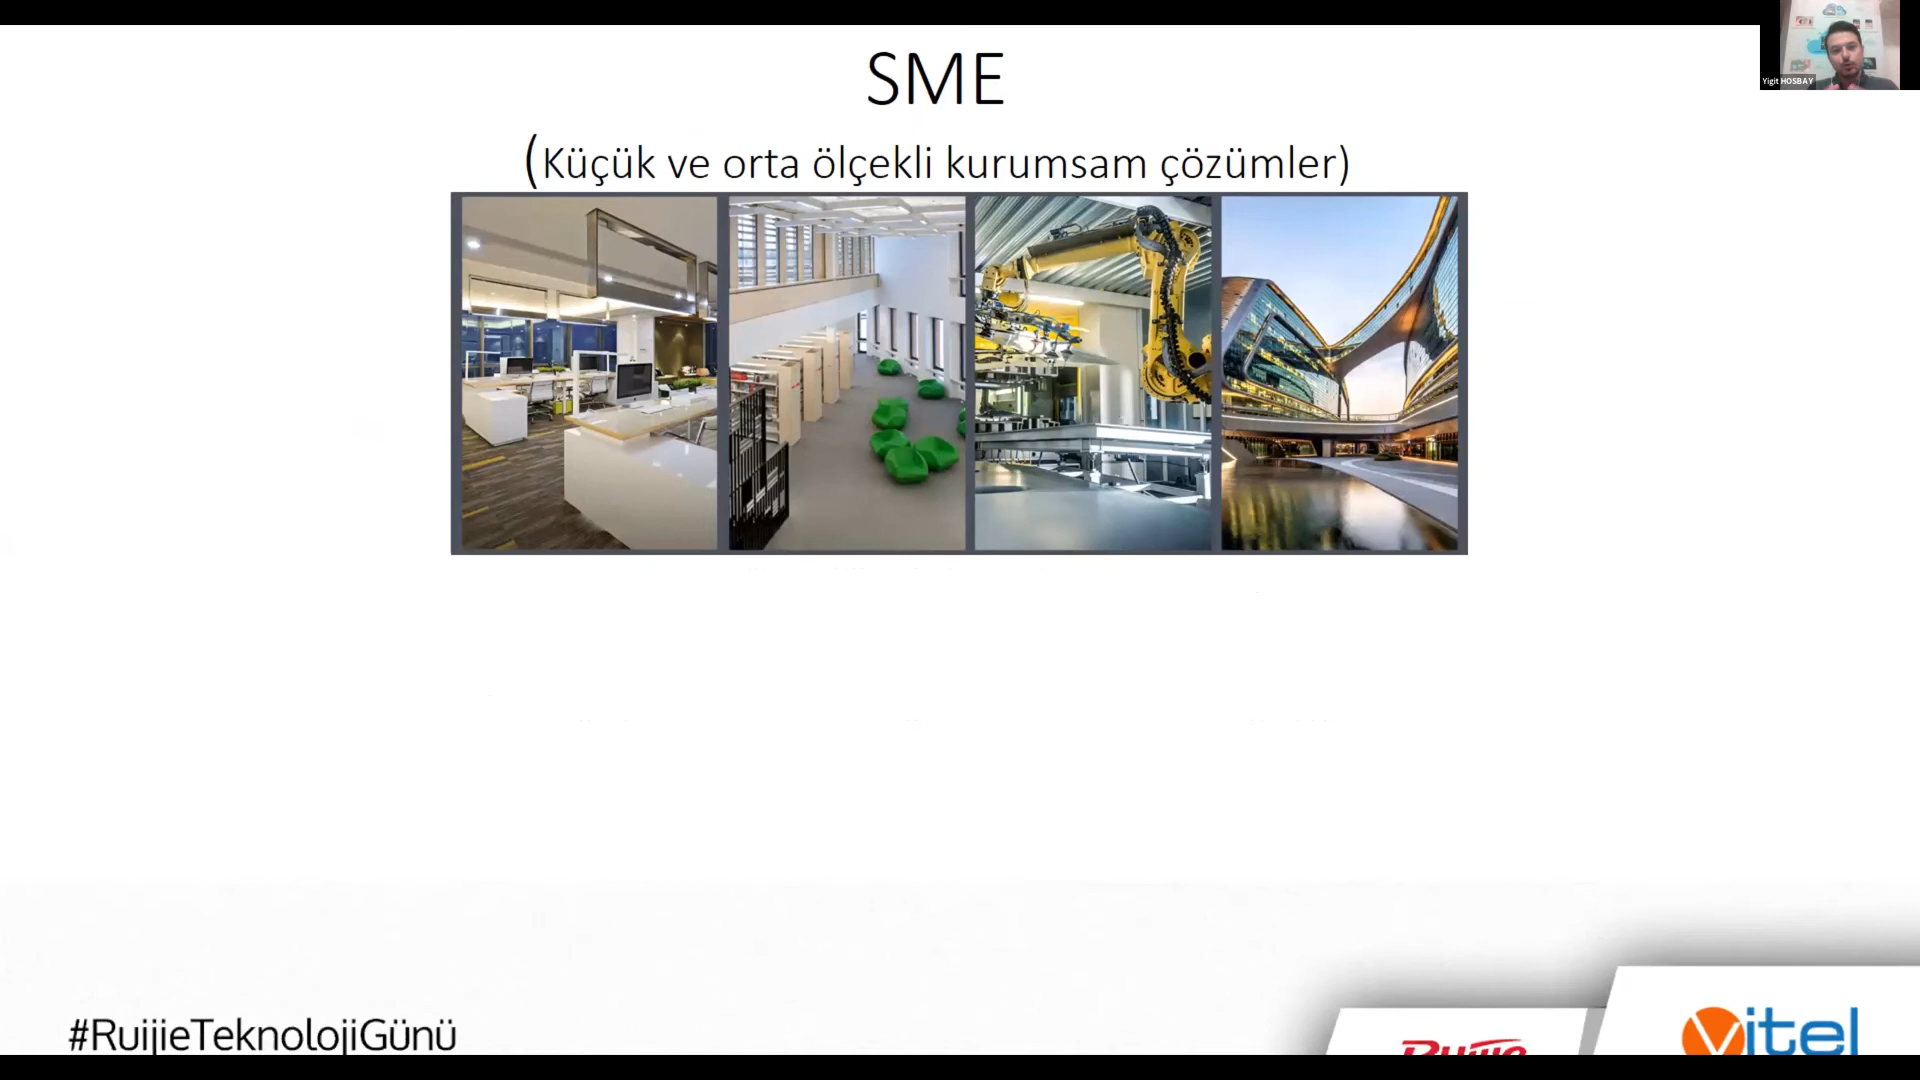 SME
(Küçük ve orta ölçekli kurumsam çözümler)
Yigit HOSBAY
#RuijieTeknolojiGünü
vitel